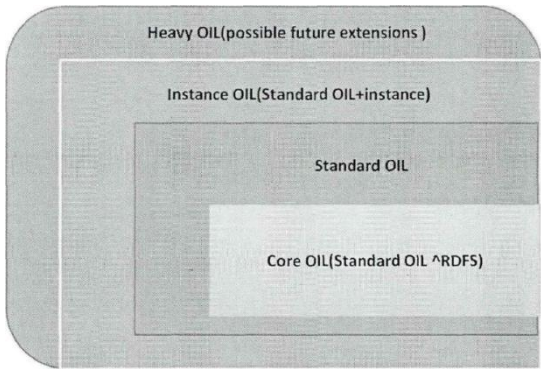 Heavy OIL(possible future extensions )
Instance OIL(Standard OIL+instance)
Standard OIL
Core OIL(Standard OIL ^RDFS)